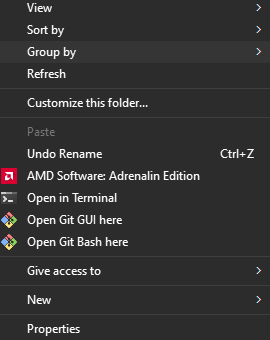 View
Sort by
Group by
Refresh
Customize this folder...
Paste
Undo Rename Ctrl+Z
AMD Software: Adrenalin Edition
Open in Terminal
Open Git GUI here
Open Git Bash here
Give access to
New
Properties